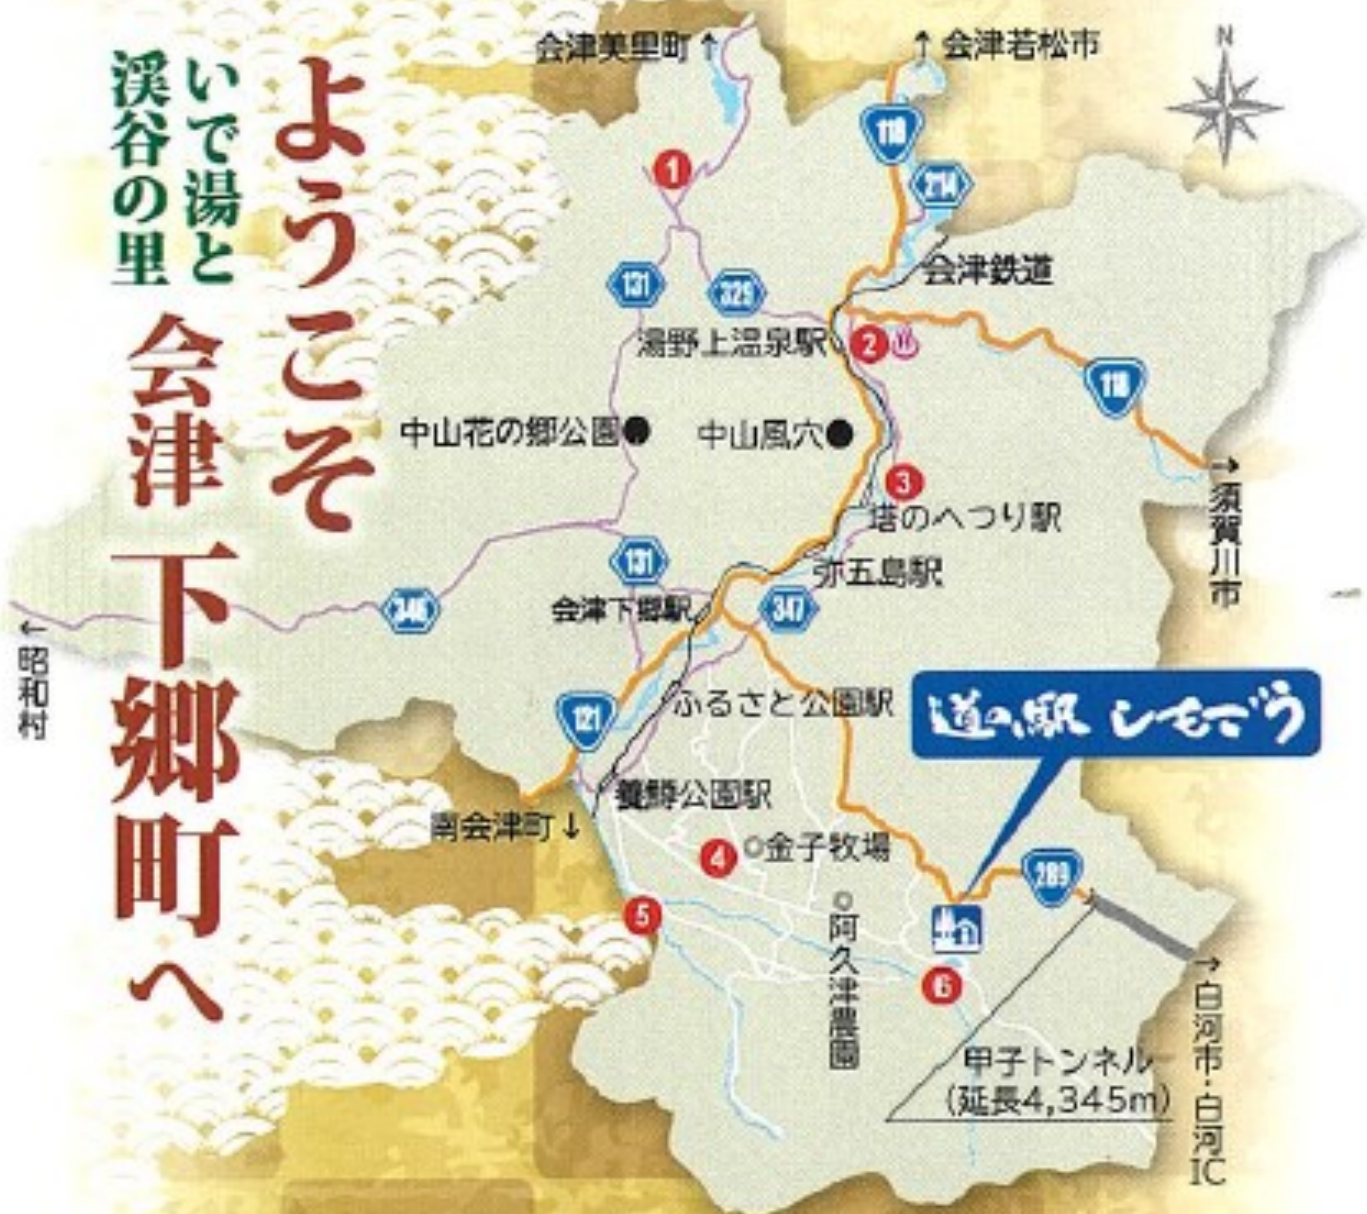 ようこそ
いで湯と
渓谷の里
会津 下郷町へ
会津美里町↑
↑会津若松市
N
118
1
214
会津鉄道
131
329
湯野上温泉駅
2
118
中山花の郷公園
中山風穴
3
→須賀川市
塔のへつり駅
131
弥五島駅
346
会津下郷駅
347
←昭和村
121
ふるさと公園駅
道の駅 しもごう
養鱒公園駅
南会津町↓
4
金子牧場
289
5
阿久津農園
6
→白河市・白河IC
甲子トンネル
(延長4,345m)